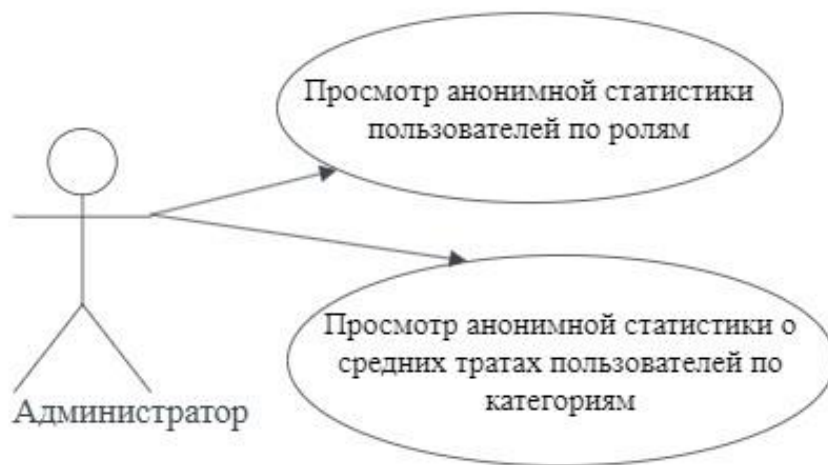 Просмотр анонимной статистики
пользователей по ролям
Просмотр анонимной статистики о
средних тратах пользователей по
категориям
Администратор